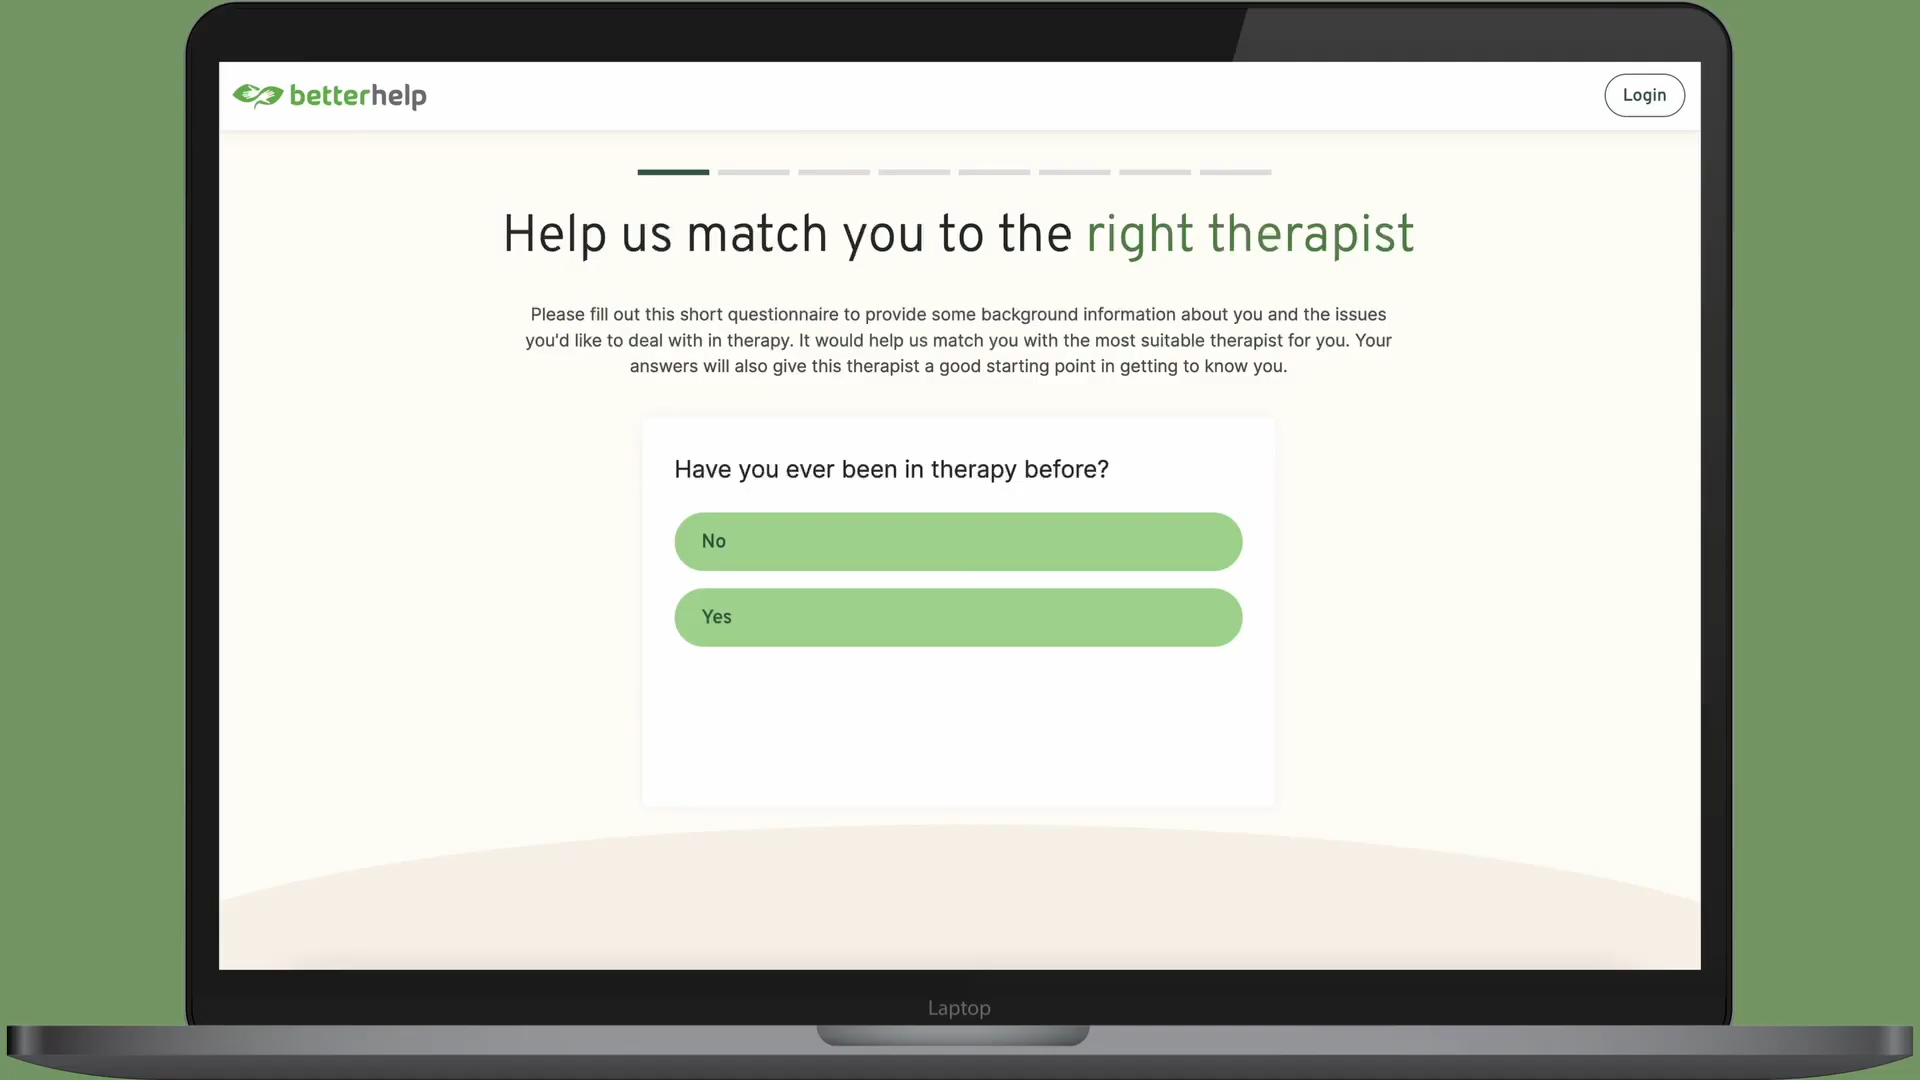 betterhelp
Login
Help us match you to the right therapist
Please fill out this short questionnaire to provide some background information about you and the issues
you'd like to deal with in therapy. It would help us match you with the most suitable therapist for you. Your
answers will also give this therapist a good starting point in getting to know you.
Have you ever been in therapy before?
No
Yes
Laptop